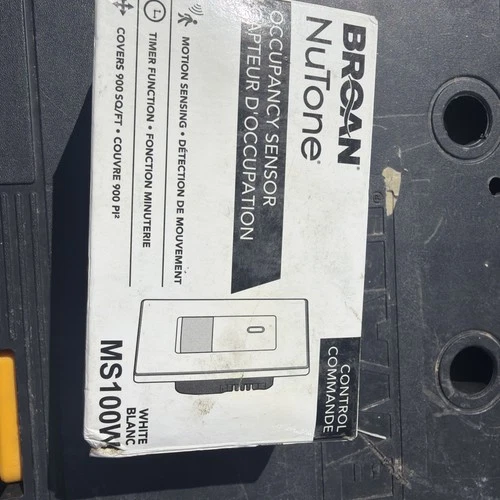 BROAN®
NuTone®
OCCUPANCY SENSOR
CAPTEUR D'OCCUPATION
MOTION SENSING • DÉTECTION DE MOUVEMENT
TIMER FUNCTION • FONCTION MINUTERIE
COVERS 900 SQ/FT • COUVRE 900 PI²
CONTROL
COMMANDE
WHITE
BLANC
MS100W